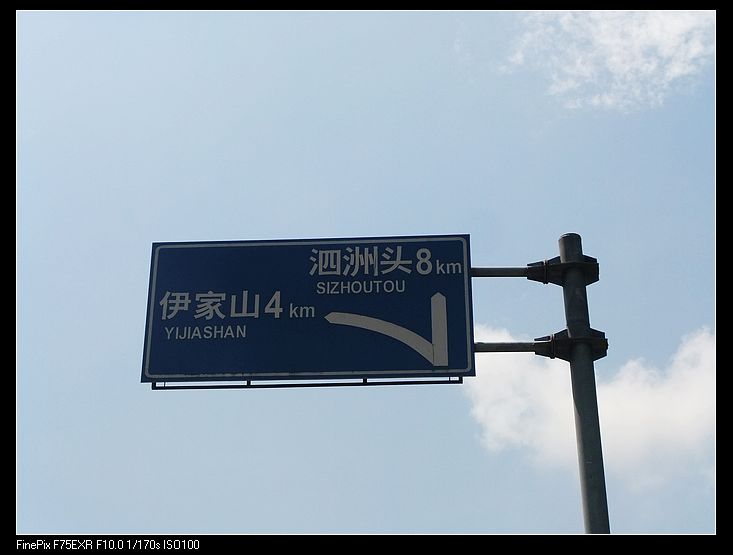 泗洲头8km
SIZHOUTOU
伊家山4km
YIJIASHAN
FinePix F75EXR F10.0 1/170s ISO100